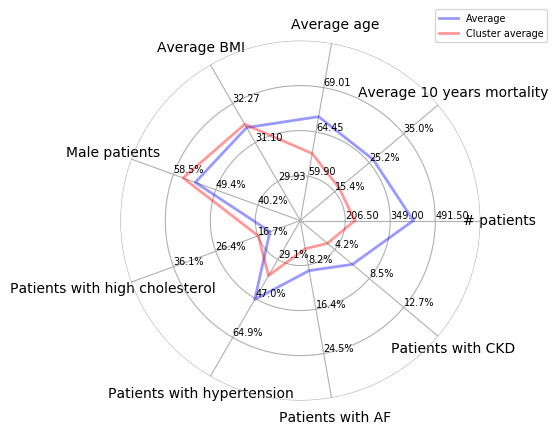 Average
Cluster average
Average age
Average BMI
Average 10 years mortality
Male patients
# patients
Patients with high cholesterol
Patients with CKD
Patients with hypertension
Patients with AF
69.01
64.45
59.90
32.27
31.10
29.93
35.0%
25.2%
15.4%
58.5%
49.4%
40.2%
206.50
349.00
491.50
16.7%
26.4%
36.1%
4.2%
8.5%
12.7%
29.1%
47.0%
64.9%
8.2%
16.4%
24.5%